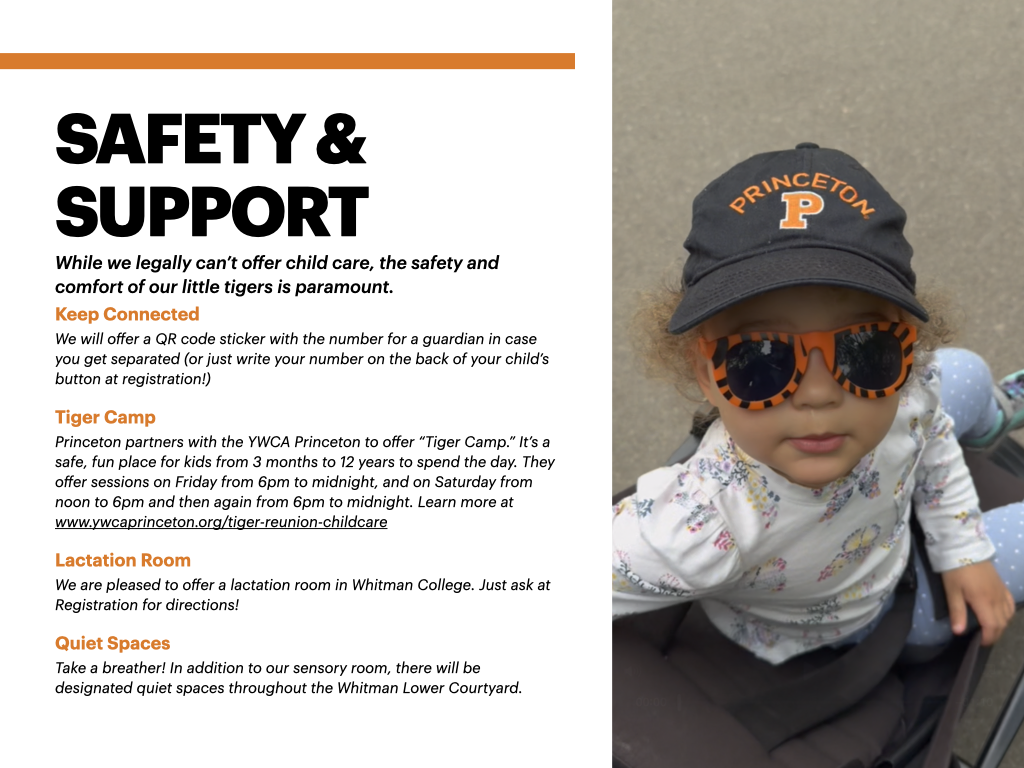 SAFETY &
SUPPORT
While we legally can’t offer child care, the safety and
comfort of our little tigers is paramount.
Keep Connected
We will offer a QR code sticker with the number for a guardian in case
you get separated (or just write your number on the back of your child’s
button at registration!)
Tiger Camp
Princeton partners with the YWCA Princeton to offer “Tiger Camp.” It’s a
safe, fun place for kids from 3 months to 12 years to spend the day. They
offer sessions on Friday from 6pm to midnight, and on Saturday from
noon to 6pm and then again from 6pm to midnight. Learn more at
www.ywcaprinceton.org/tiger-reunion-childcare
Lactation Room
We are pleased to offer a lactation room in Whitman College. Just ask at
Registration for directions!
Quiet Spaces
Take a breather! In addition to our sensory room, there will be
designated quiet spaces throughout the Whitman Lower Courtyard.
PRINCETON
P